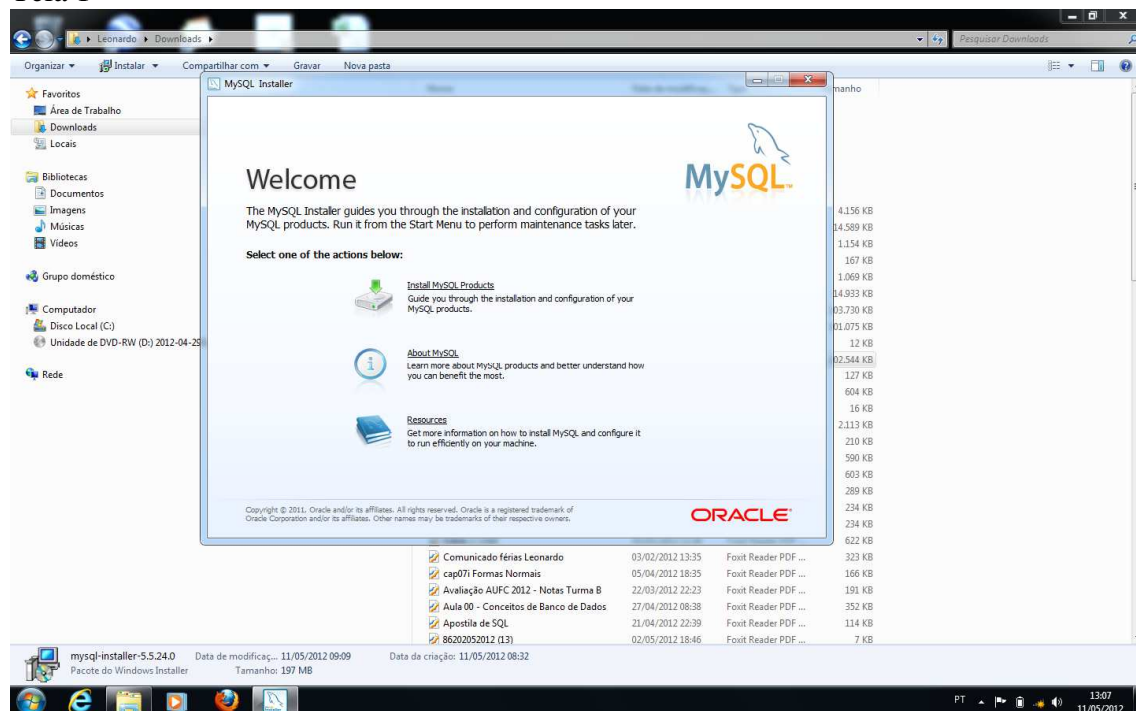 Leonardo Downloads Pesquisar Downloads
Organizar Instalar Compartilhar com Gravar Nova pasta
Favoritos
Área de Trabalho
Downloads
Locais
Bibliotecas
Documentos
Imagens
Músicas
Vídeos
Grupo doméstico
Computador
Disco Local (C:)
Unidade de DVD-RW (D:) 2012-04-29
Rede
MySQL Installer
MySQL
Welcome
The MySQL Installer guides you through the installation and configuration of your
MySQL products. Run it from the Start Menu to perform maintenance tasks later.
Select one of the actions below:
Install MySQL Products
Guide you through the installation and configuration of your
MySQL products.
About MySQL
Learn more about MySQL products and better understand how
you can benefit the most.
Resources
Get more information on how to install MySQL and configure it
to run efficiently on your machine.
Copyright © 2011, Oracle and/or its affiliates. All rights reserved. Oracle is a registered trademark of
Oracle Corporation and/or its affiliates. Other names may be trademarks of their respective owners.
ORACLE
manho
4.156 KB
14.589 KB
1.154 KB
167 KB
1.069 KB
14.933 KB
03.730 KB
01.075 KB
12 KB
02.544 KB
127 KB
604 KB
16 KB
2.113 KB
210 KB
590 KB
603 KB
289 KB
234 KB
234 KB
622 KB
Comunicado férias Leonardo 03/02/2012 13:35 Foxit Reader PDF ... 323 KB
cap07i Formas Normais 05/04/2012 18:35 Foxit Reader PDF ... 166 KB
Avaliação AUFC 2012 - Notas Turma B 22/03/2012 22:23 Foxit Reader PDF ... 191 KB
Aula 00 - Conceitos de Banco de Dados 27/04/2012 08:38 Foxit Reader PDF ... 352 KB
Apostila de SQL 21/04/2012 22:39 Foxit Reader PDF ... 114 KB
86202052012 (13) 02/05/2012 18:46 Foxit Reader PDF ... 7 KB
mysql-installer-5.5.24.0 Data de modificaç... 11/05/2012 09:09 Data da criação: 11/05/2012 08:32
Pacote do Windows Installer Tamanho: 197 MB
PT 13:07
11/05/2012